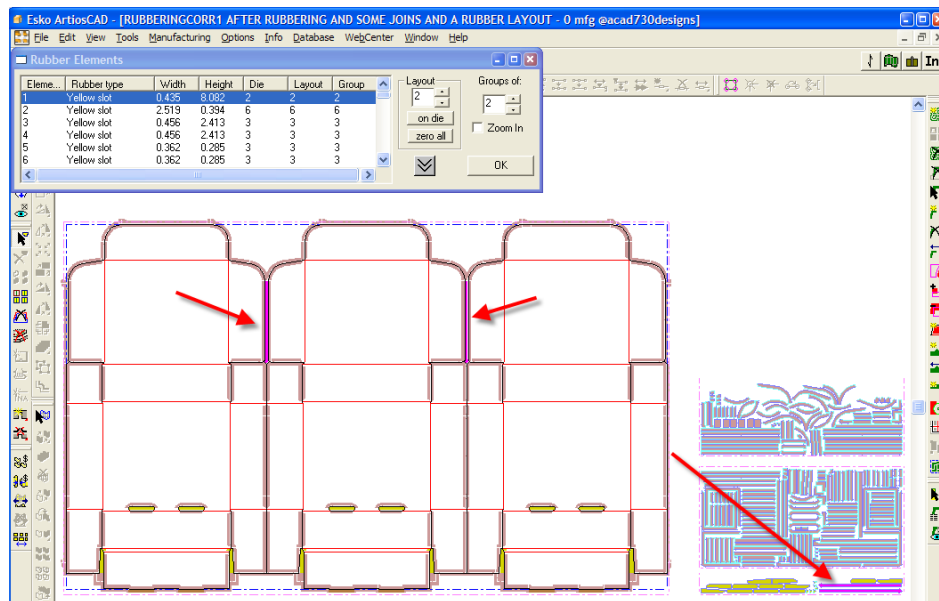 Esko ArtiosCAD - [RUBBERINGCORR1 AFTER RUBBERING AND SOME JOINS AND A RUBBER LAYOUT - 0 mfg @acad730designs]
File Edit View Tools Manufacturing Options Info Database WebCenter Window Help
Rubber Elements
Eleme... Rubber type Width Height Die Layout Group
1 Yellow slot 0.435 8.082 2 2 2
2 Yellow slot 2.519 0.394 6 6 6
3 Yellow slot 0.456 2.413 3 3 3
4 Yellow slot 0.456 2.413 3 3 3
5 Yellow slot 0.362 0.285 3 3 3
6 Yellow slot 0.362 0.285 3 3 3
Layout
2
on die
zero all
Groups of:
2
Zoom In
OK
In